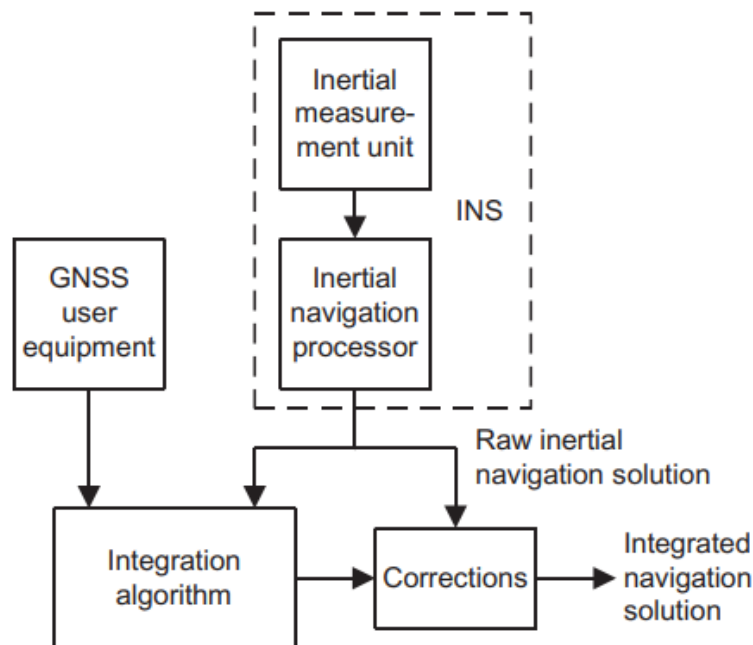 Inertial
measure-
ment unit
INS
GNSS
user
equipment
Inertial
navigation
processor
Raw inertial
navigation solution
Integration
algorithm
Corrections
Integrated
navigation
solution